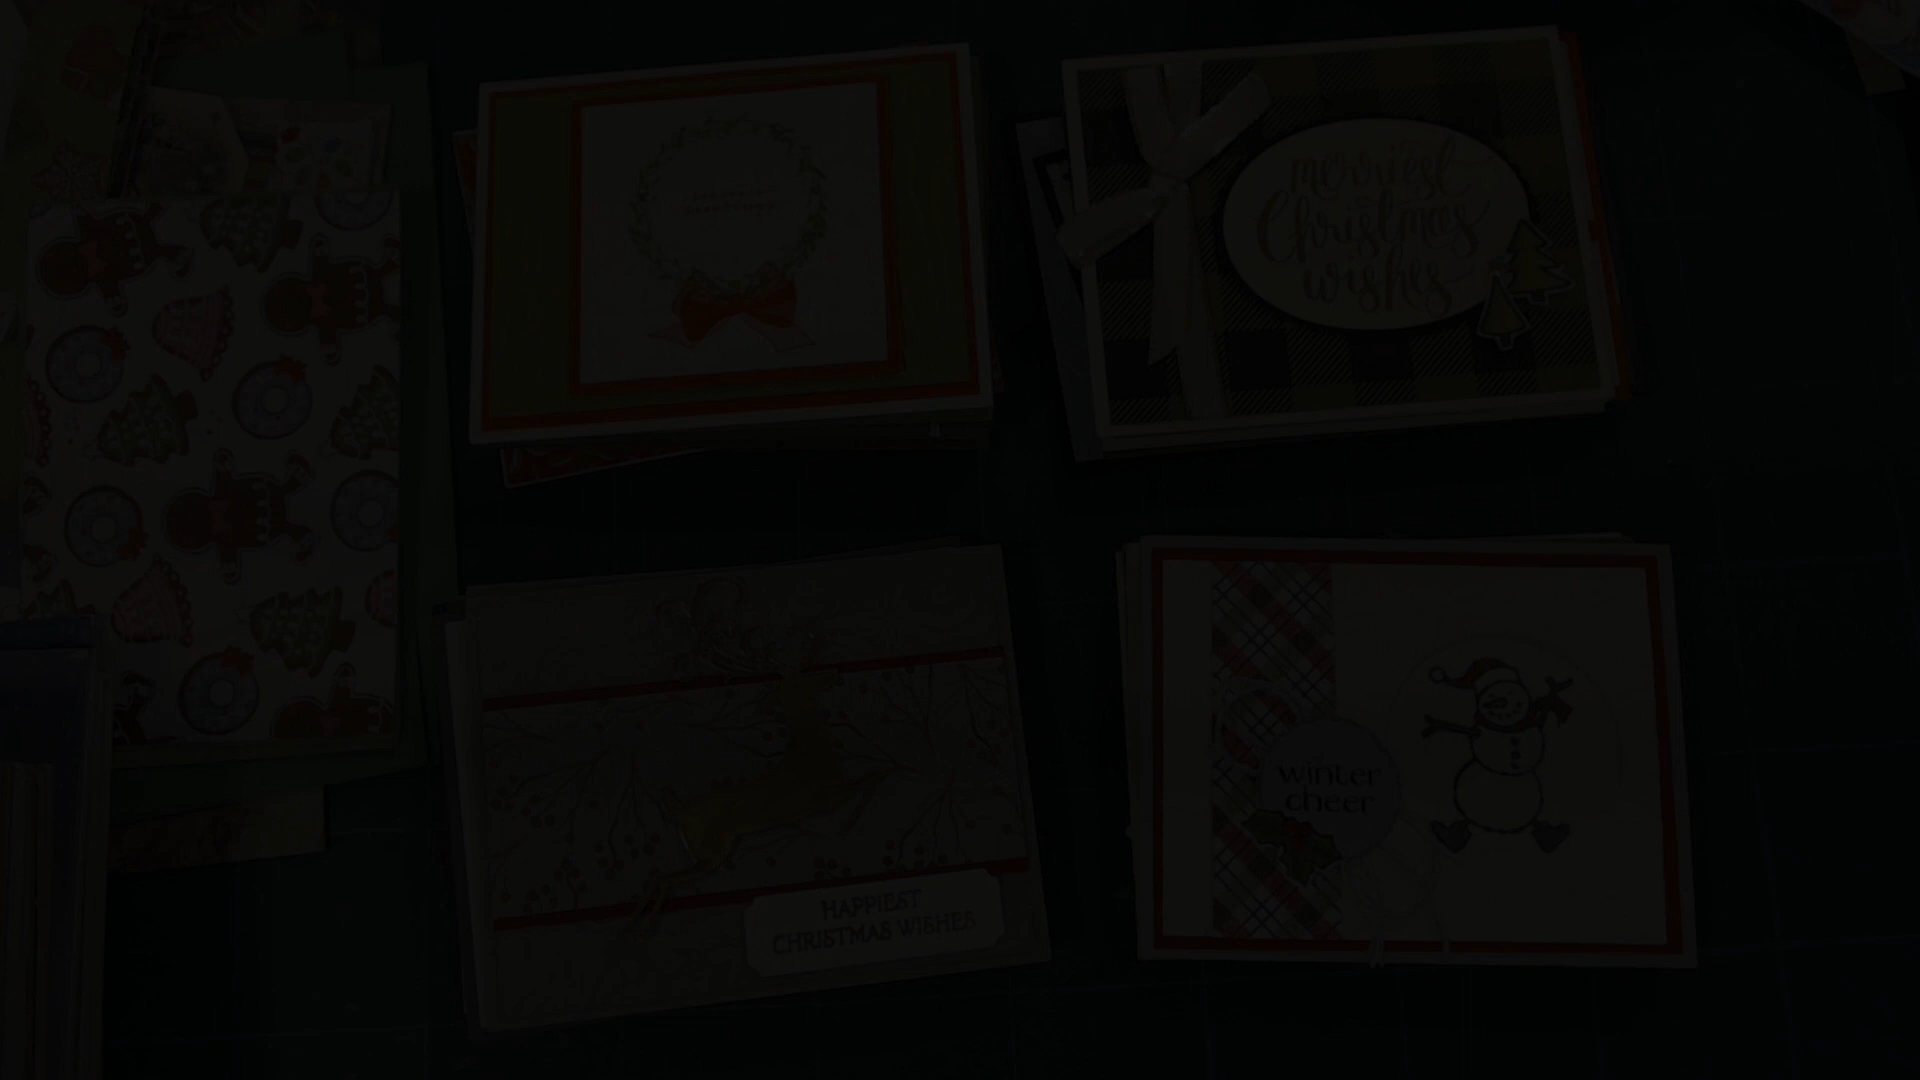 merriest
Christmas
wishes
HAPPIEST
CHRISTMAS WISHES
winter
cheer